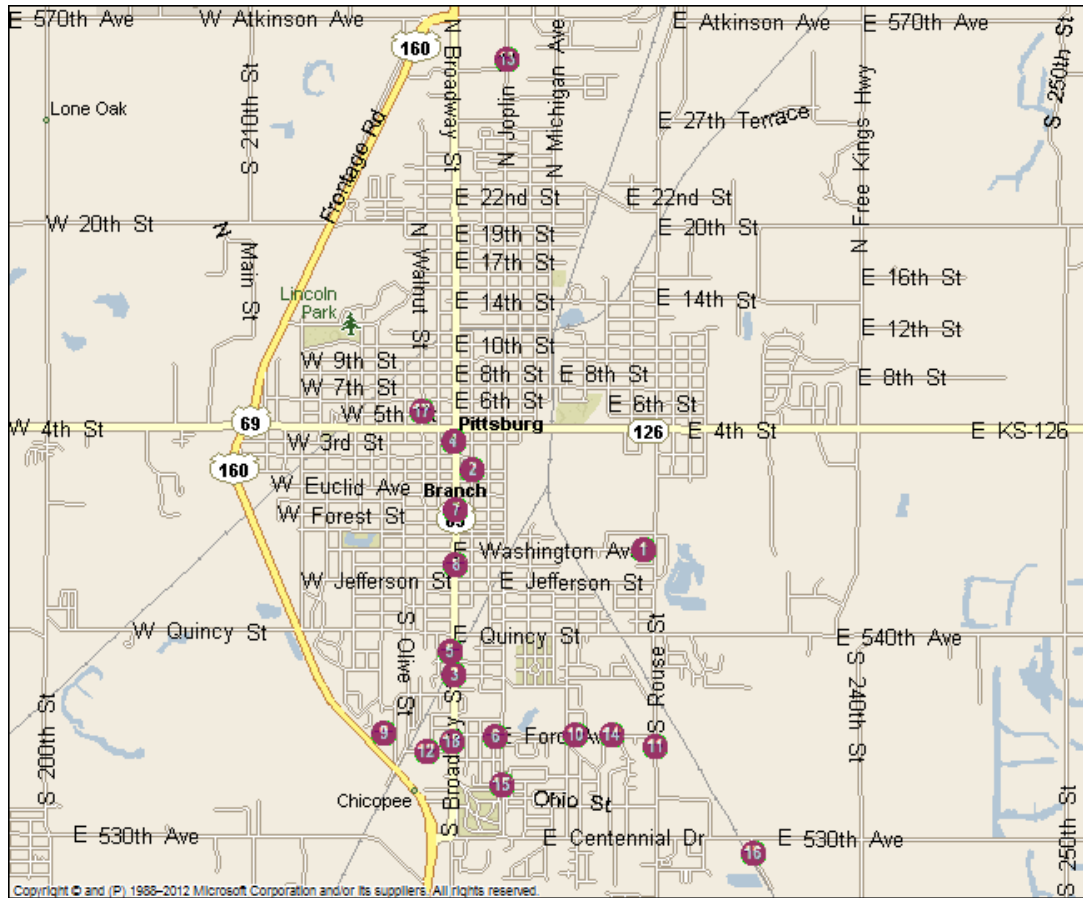 E 570th Ave
W Atkinson Ave
E Atkinson Ave
E 570th Ave
160
N Broadway St
13
N Joplin
N Michigan Ave
S 250th St
Lone Oak
S 210th St
Frontage Rd
E 27th Terrace
N Free Kings Hwy
E 22nd St
E 22nd St
W 20th St
E 20th St
N Main St
N Walnut St
E 19th St
E 17th St
E 16th St
Lincoln
Park
E 14th St
E 14th St
E 12th St
E 10th St
W 9th St
E 8th St
E 8th St
E 8th St
W 7th St
E 6th St
E 6th St
W 5th St
17
W 4th St
69
Pittsburg
126
E 4th St
E KS-126
W 3rd St
4
160
2
W Euclid Ave
Branch
W Forest St
7
E Washington Av
1
8
W Jefferson St
E Jefferson St
W Quincy St
E Quincy St
E 540th Ave
S Olive St
5
3
S Rouse St
S 240th St
S 200th St
9
12
18
6
E Ford Av
10
14
11
S Broadway
15
Chicopee
Ohio St
E 530th Ave
E Centennial Dr
E 530th Ave
16
S 250th St
Copyright © and (P) 1988–2012 Microsoft Corporation and/or its suppliers. All rights reserved.